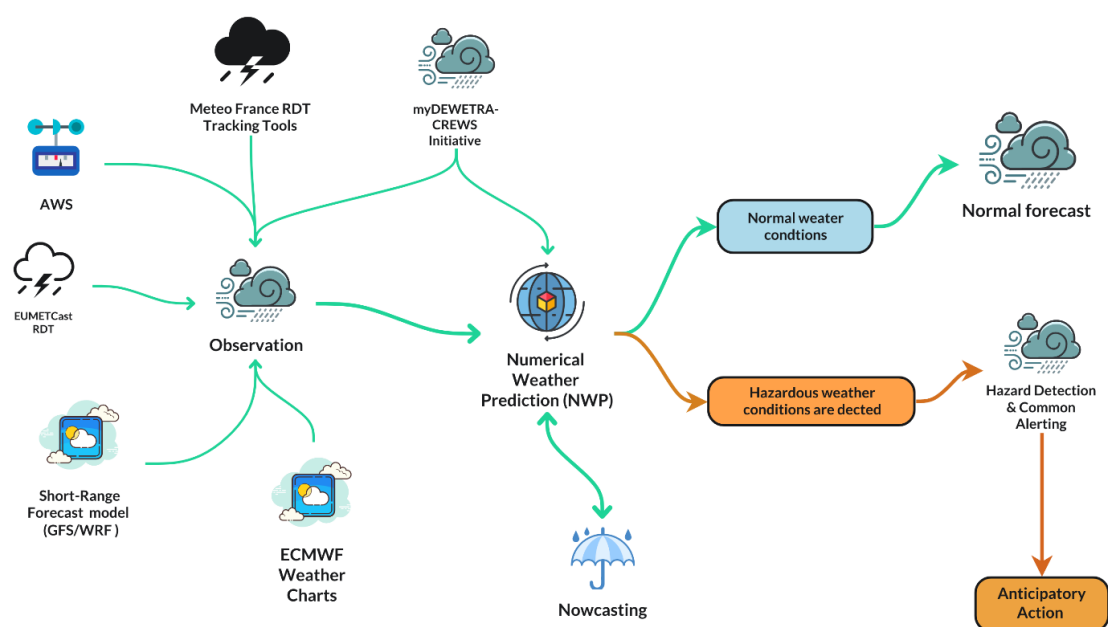 Meteo France RDT
Tracking Tools
myDEWETRA-
CREWS
Initiative
AWS
Normal weater
condtions
Normal forecast
EUMETCast
RDT
Observation
Numerical
Weather
Prediction (NWP)
Hazardous weather
conditions are dected
Hazard Detection
& Common
Alerting
Short-Range
Forecast model
(GFS/WRF )
ECMWF
Weather
Charts
Nowcasting
Anticipatory
Action